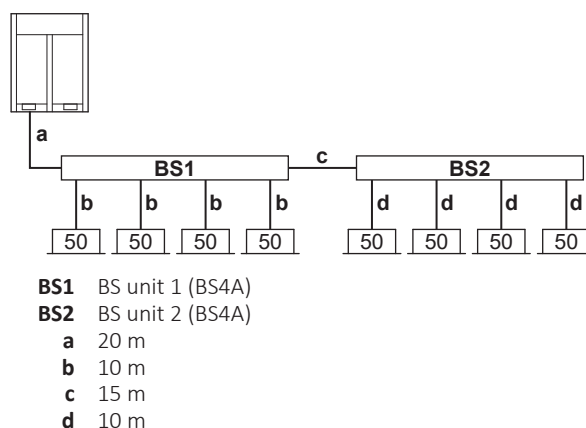 a
BS1 c BS2
b b b b d d d d
50 50 50 50 50 50 50 50
BS1 BS unit 1 (BS4A)
BS2 BS unit 2 (BS4A)
a 20 m
b 10 m
c 15 m
d 10 m